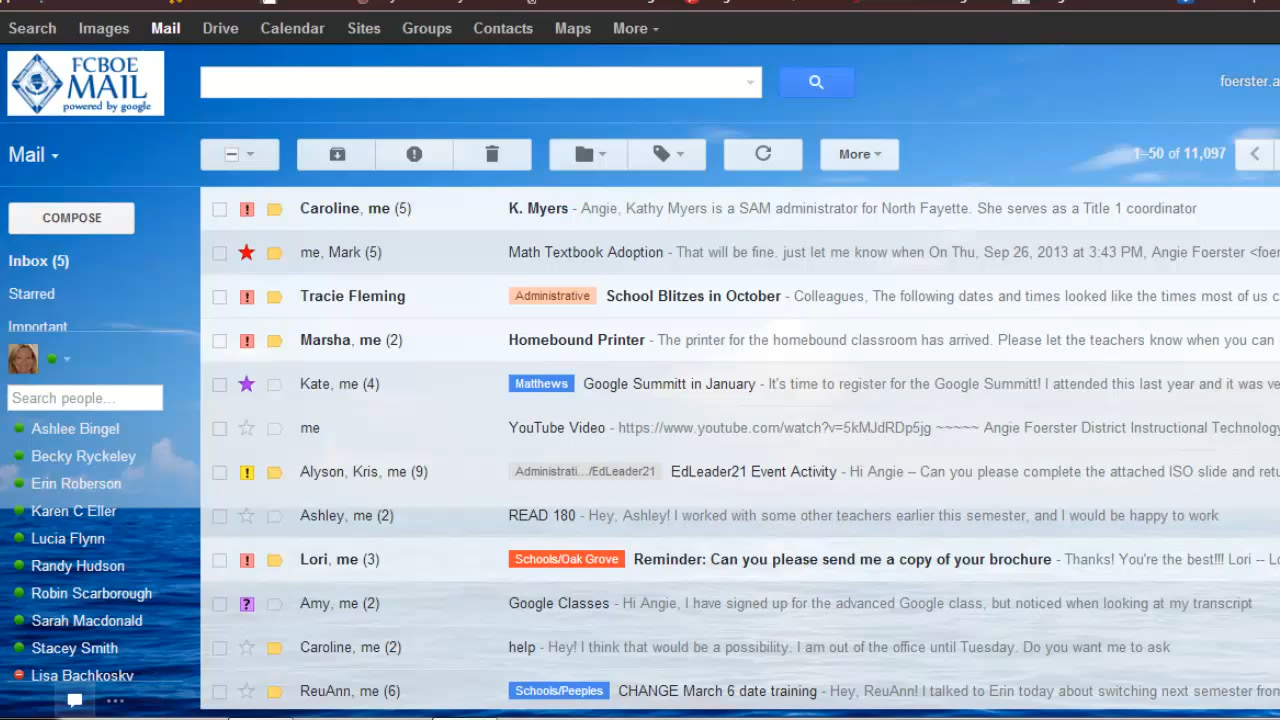 Search Images Mail Drive Calendar Sites Groups Contacts Maps More
FCBOE
MAIL
powered by google
foerster.a
Mail
More
1–50 of 11,097
COMPOSE
Inbox (5)
Starred
Important
Search people...
Ashlee Bingel
Becky Ryckeley
Erin Roberson
Karen C Eller
Lucia Flynn
Randy Hudson
Robin Scarborough
Sarah Macdonald
Stacey Smith
Lisa Bachkosky
Caroline, me (5) K. Myers - Angie, Kathy Myers is a SAM administrator for North Fayette. She serves as a Title 1 coordinator
me, Mark (5) Math Textbook Adoption - That will be fine. just let me know when On Thu, Sep 26, 2013 at 3:43 PM, Angie Foerster <foer
Tracie Fleming Administrative School Blitzes in October - Colleagues, The following dates and times looked like the times most of us c
Marsha, me (2) Homebound Printer - The printer for the homebound classroom has arrived. Please let the teachers know when you can
Kate, me (4) Matthews Google Summitt in January - It's time to register for the Google Summitt! I attended this last year and it was ve
me YouTube Video - https://www.youtube.com/watch?v=5kMJdRDp5jg ~~~~~ Angie Foerster District Instructional Technology
Alyson, Kris, me (9) Administrati.../EdLeader21 EdLeader21 Event Activity - Hi Angie – Can you please complete the attached ISO slide and retu
Ashley, me (2) READ 180 - Hey, Ashley! I worked with some other teachers earlier this semester, and I would be happy to work
Lori, me (3) Schools/Oak Grove Reminder: Can you please send me a copy of your brochure - Thanks! You're the best!!! Lori -- Lo
Amy, me (2) Google Classes - Hi Angie, I have signed up for the advanced Google class, but noticed when looking at my transcript
Caroline, me (2) help - Hey! I think that would be a possibility. I am out of the office until Tuesday. Do you want me to ask
ReuAnn, me (6) Schools/Peeples CHANGE March 6 date training - Hey, ReuAnn! I talked to Erin today about switching next semester from